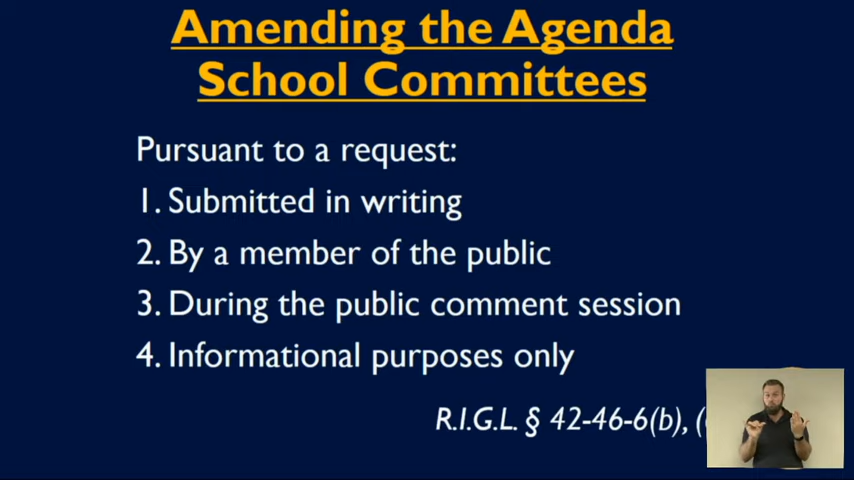 Amending the Agenda
School Committees
Pursuant to a request:
1. Submitted in writing
2. By a member of the public
3. During the public comment session
4. Informational purposes only
R.I.G.L. § 42-46-6(b), (